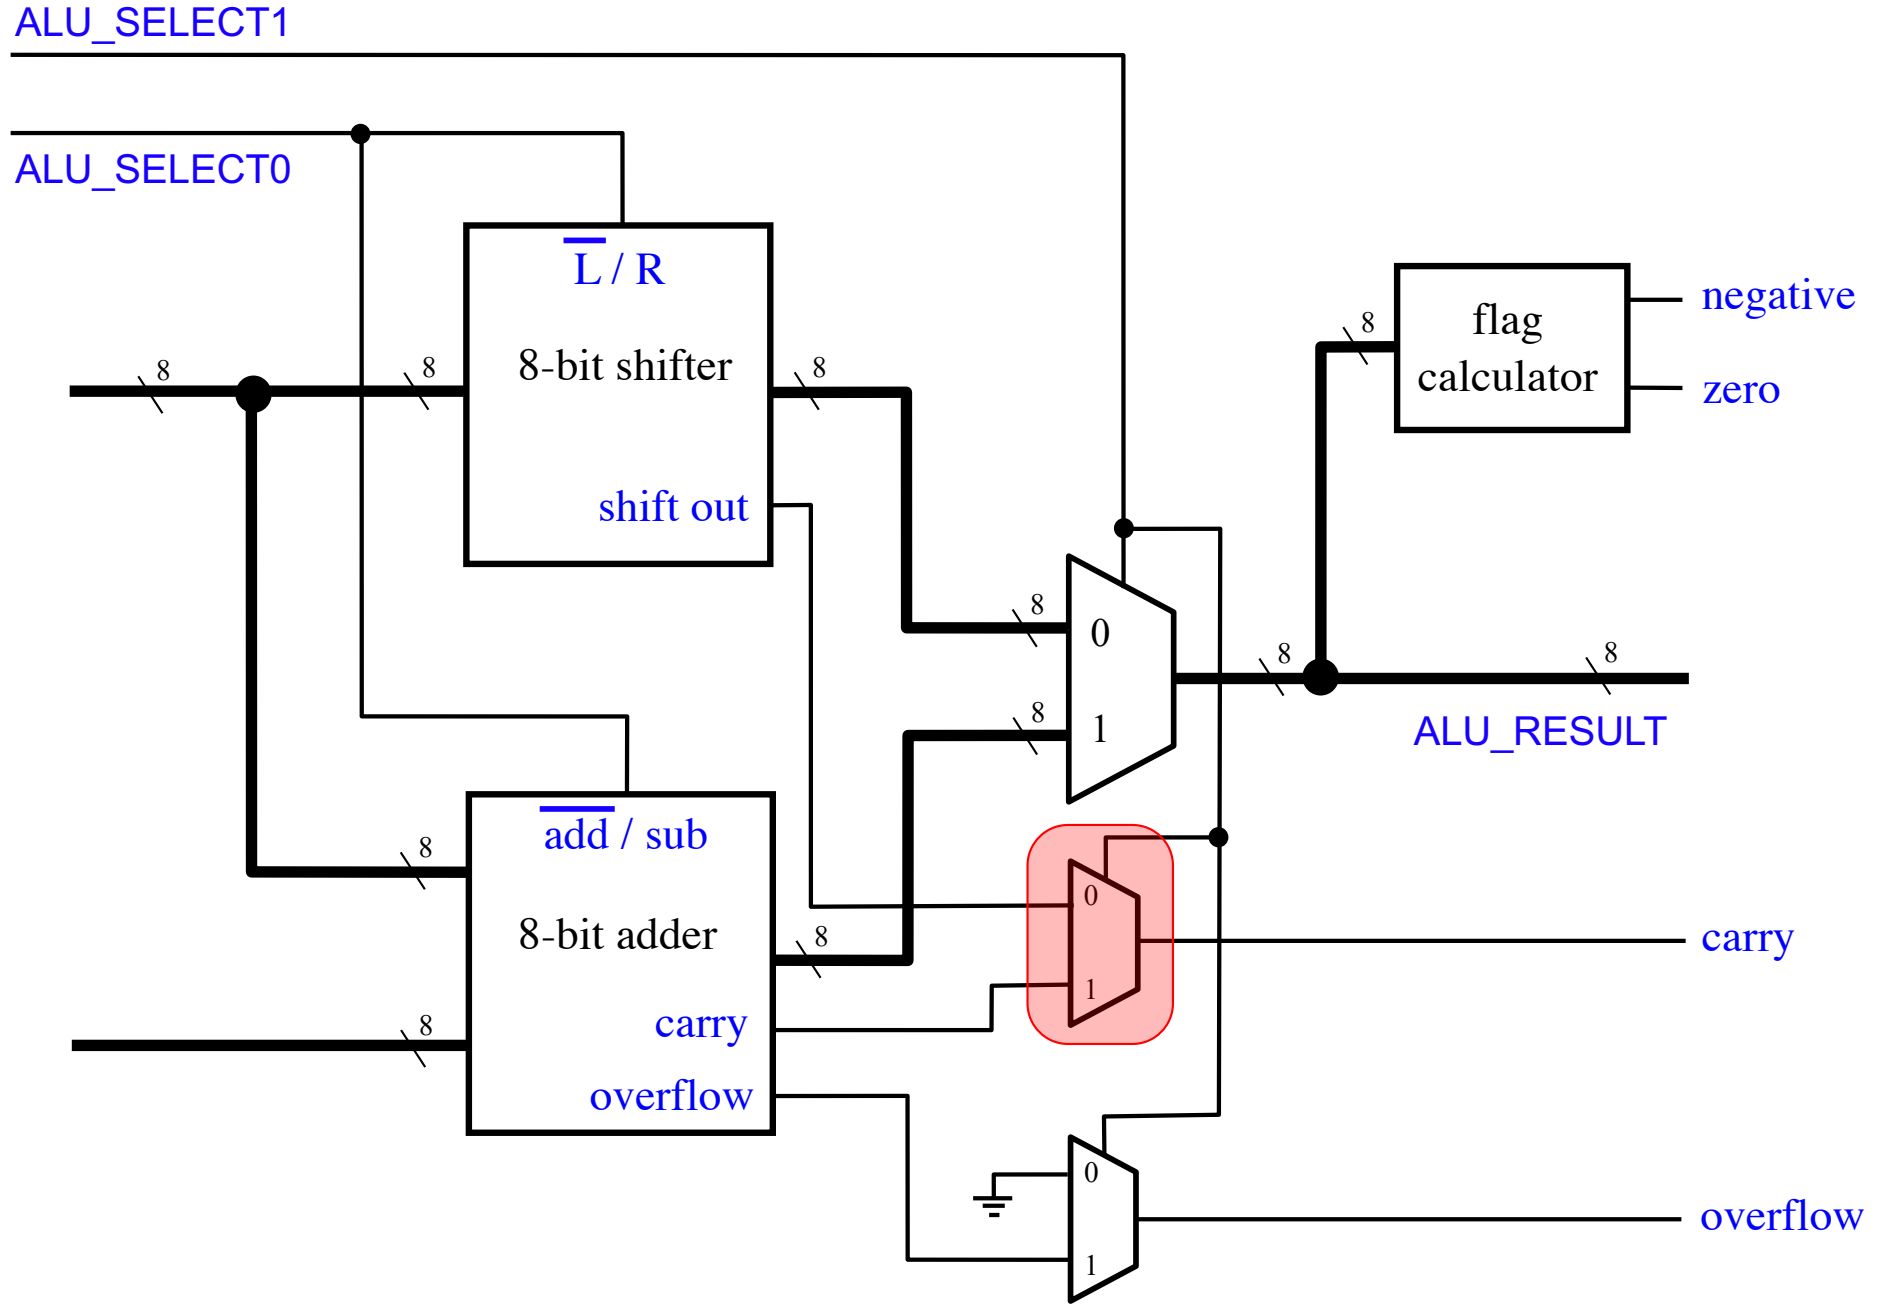 ALU_SELECT1
ALU_SELECT0
L / R
8-bit shifter
shift out
8
8
8
flag
calculator
negative
zero
8
8
0
8
1
8
8
ALU_RESULT
add / sub
8-bit adder
carry
overflow
8
8
8
0
1
carry
0
1
overflow